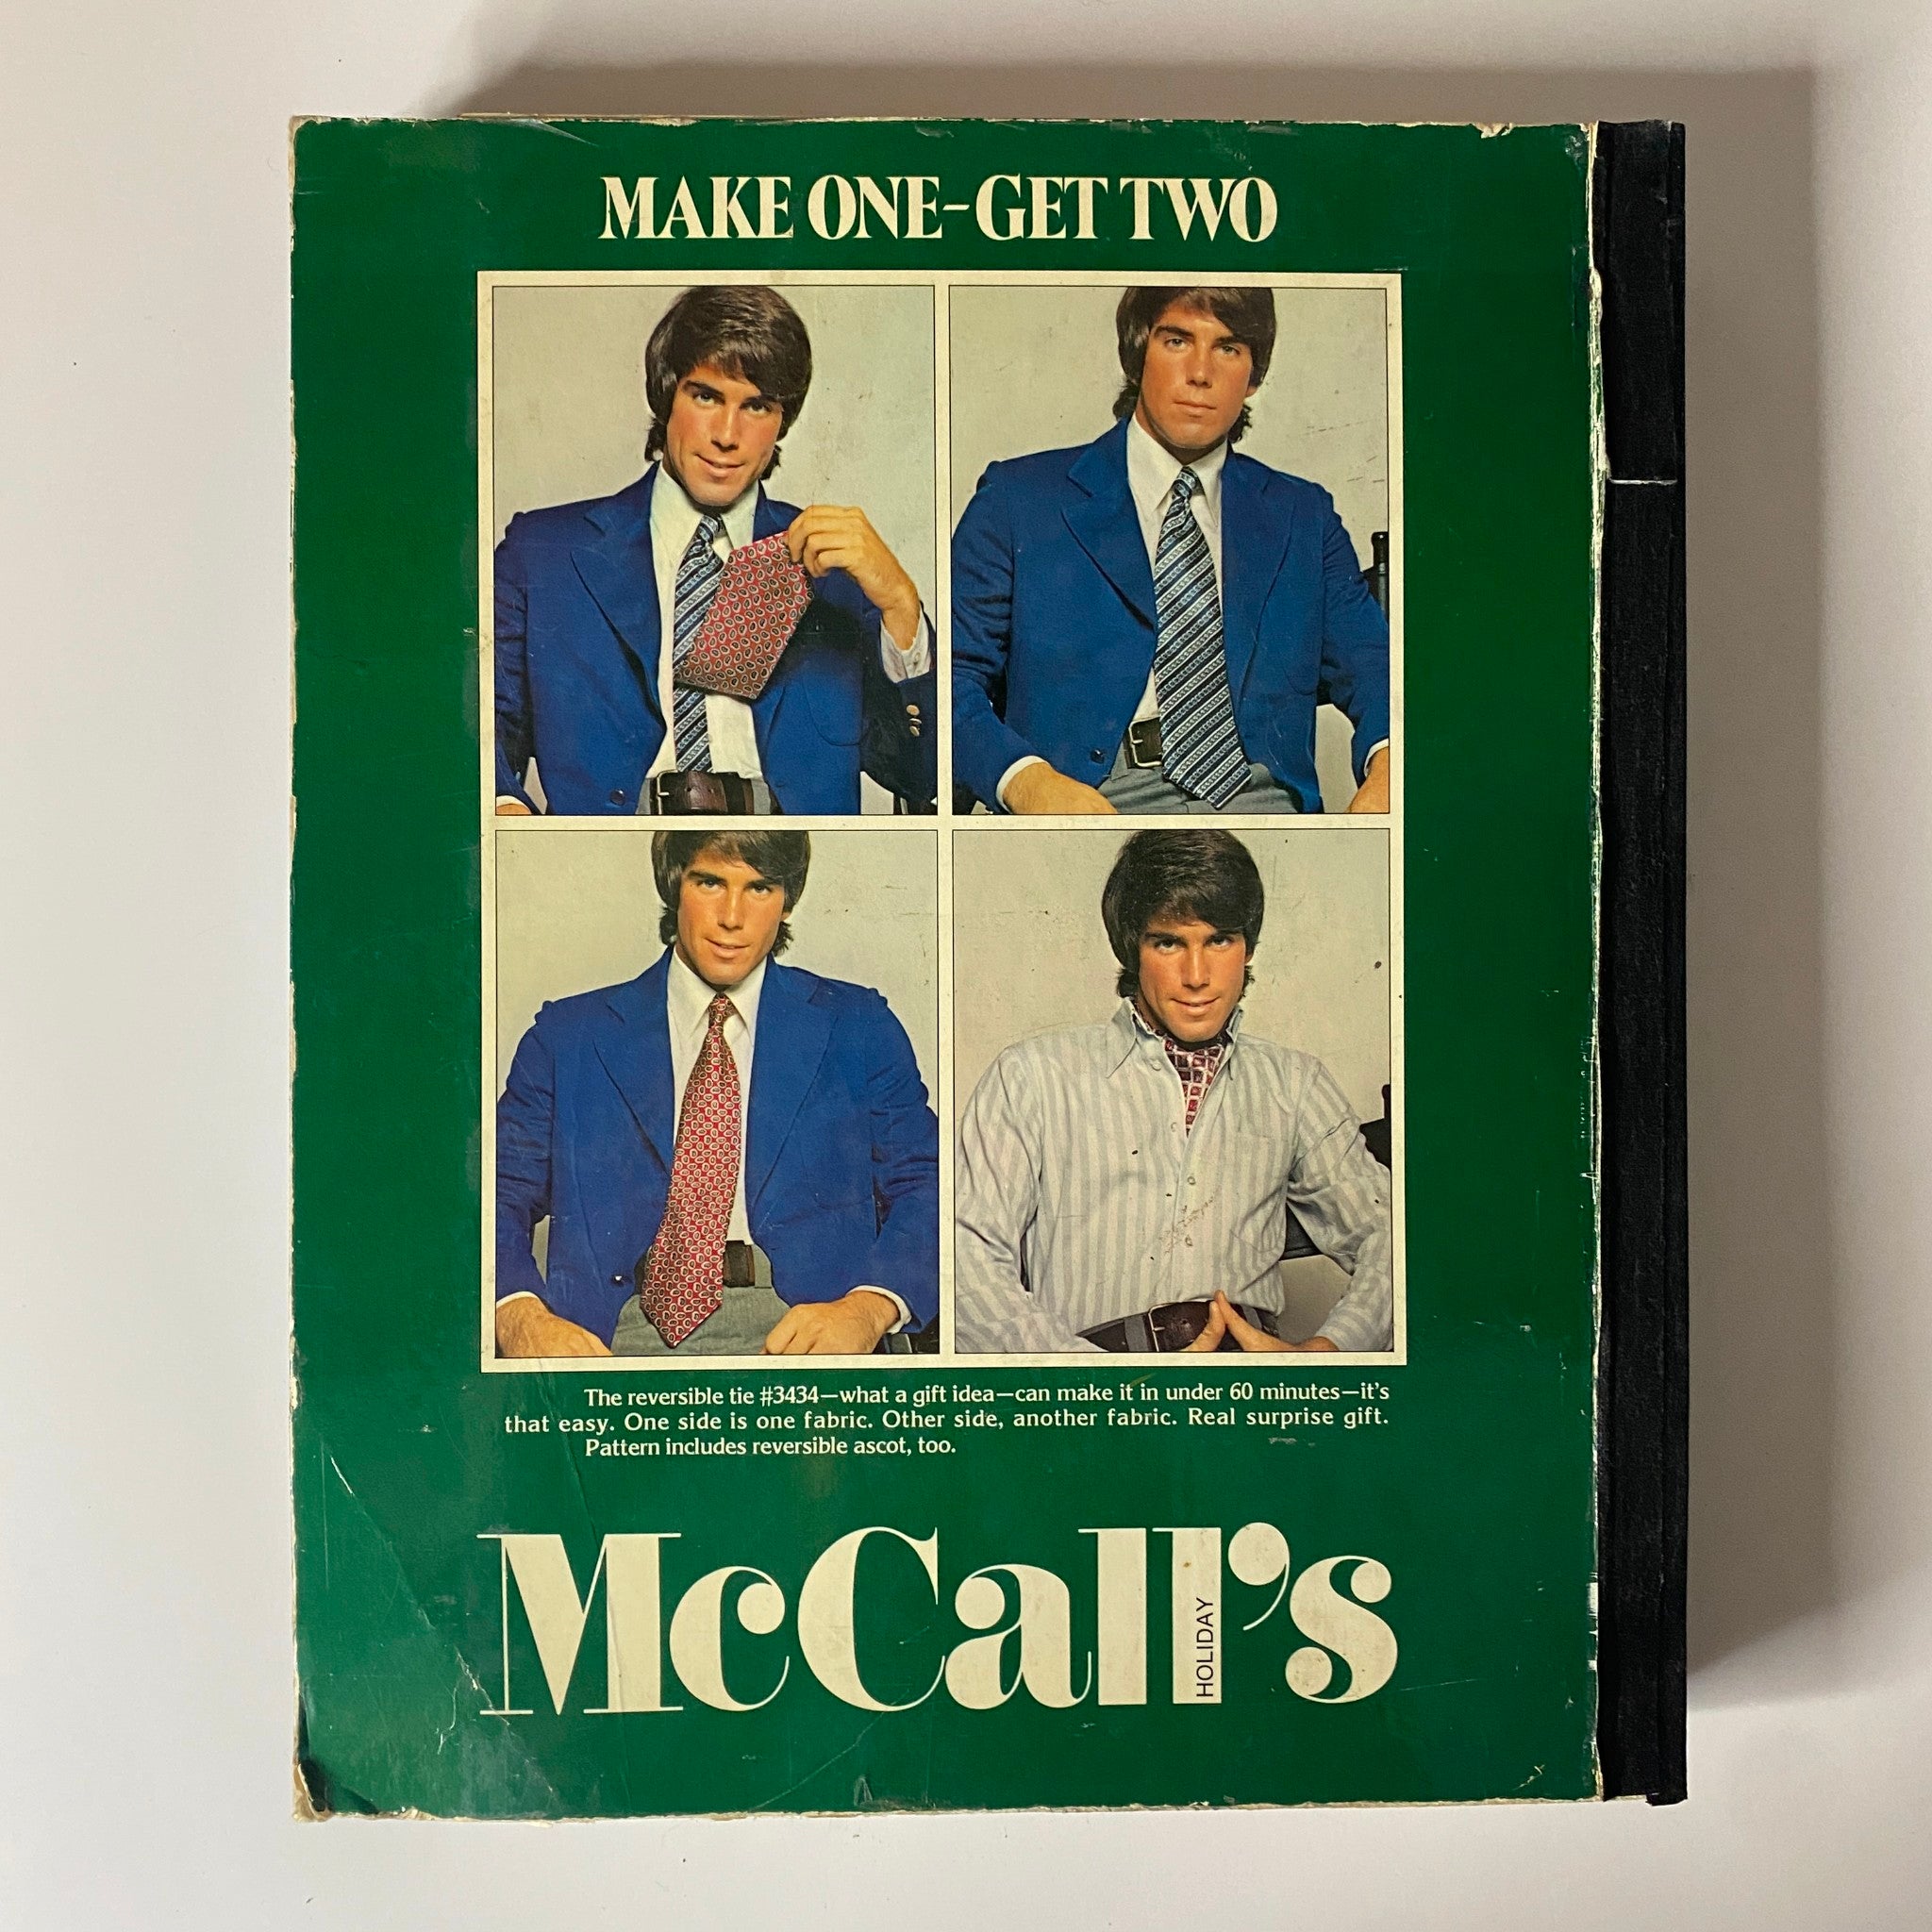 MAKE ONE-GET TWO
The reversible tie #3434—what a gift idea—can make it in under 60 minutes—it's
that easy. One side is one fabric. Other side, another fabric. Real surprise gift.
Pattern includes reversible ascot, too.
McCall's
HOLIDAY